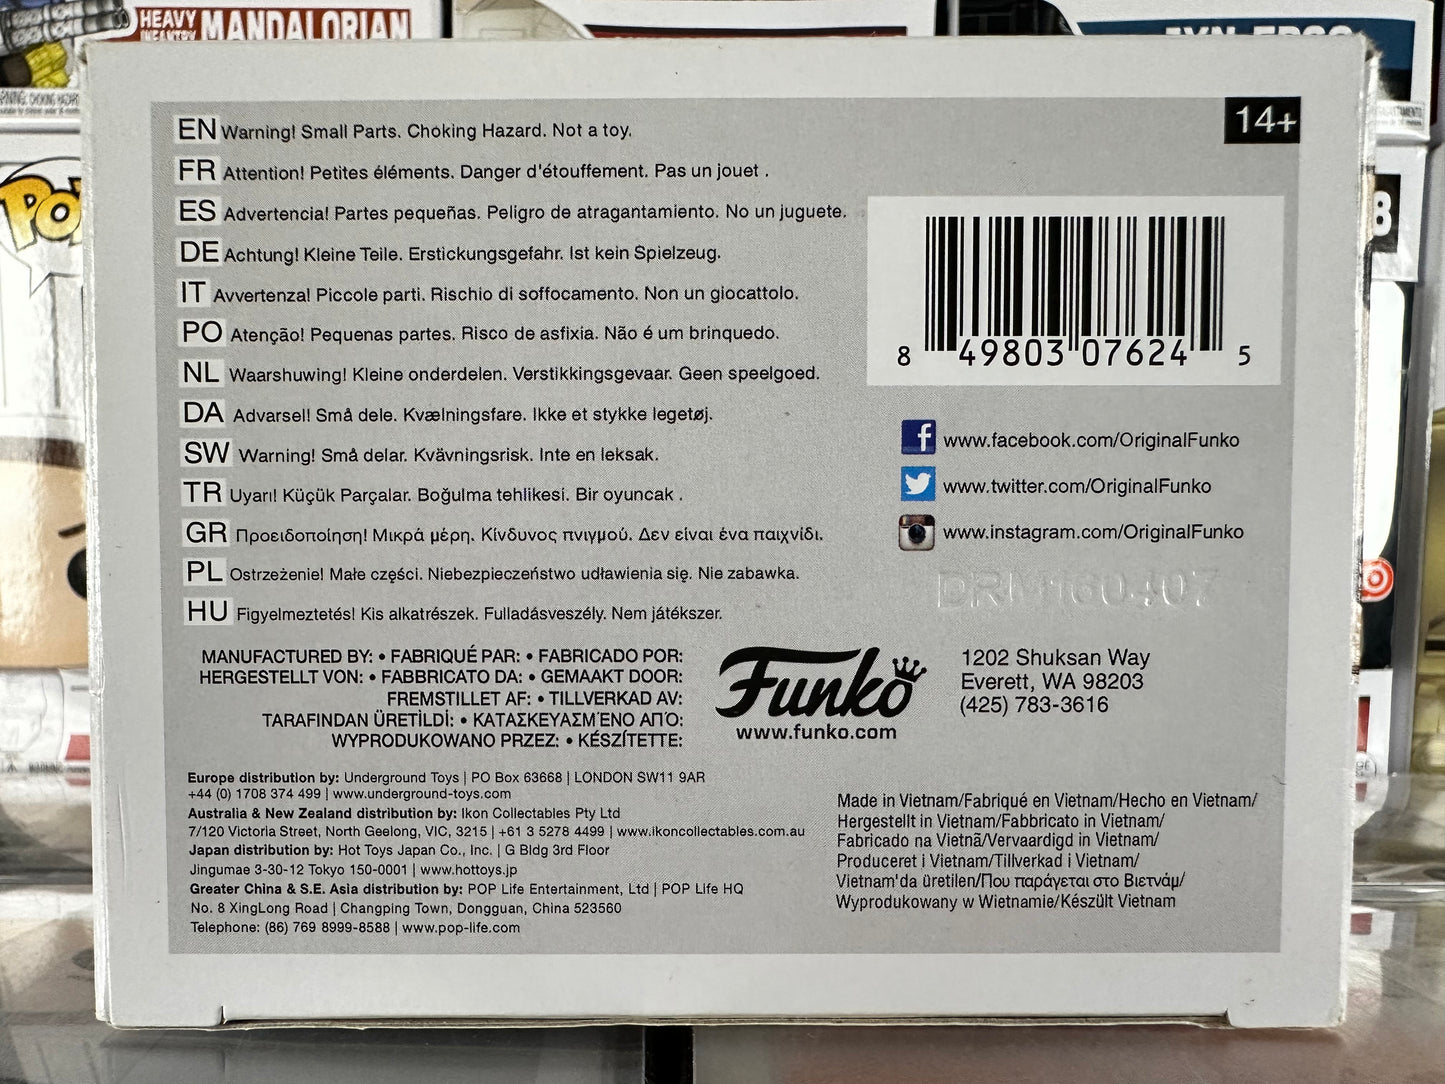 HEAVY
INFANTRY MANDALORIAN
JYN ERSO
Pop
8
14+
EN Warning! Small Parts. Choking Hazard. Not a toy.
FR Attention! Petites éléments. Danger d'étouffement. Pas un jouet .
ES Advertencia! Partes pequeñas. Peligro de atragantamiento. No un juguete.
DE Achtung! Kleine Teile. Erstickungsgefahr. Ist kein Spielzeug.
IT Avvertenza! Piccole parti. Rischio di soffocamento. Non un giocattolo.
PO Atenção! Pequenas partes. Risco de asfixia. Não é um brinquedo.
NL Waarshuwing! Kleine onderdelen. Verstikkingsgevaar. Geen speelgoed.
DA Advarsel! Små dele. Kvælningsfare. Ikke et stykke legetøj.
SW Warning! Små delar. Kvävningsrisk. Inte en leksak.
TR Uyarı! Küçük Parçalar. Boğulma tehlikesi. Bir oyuncak .
GR Προειδοποίηση! Μικρά μέρη. Κίνδυνος πνιγμού. Δεν είναι ένα παιχνίδι.
PL Ostrzeżenie! Małe części. Niebezpieczeństwo udławienia się. Nie zabawka.
HU Figyelmeztetés! Kis alkatrészek. Fulladásveszély. Nem játékszer.
8 49803 07624 5
www.facebook.com/OriginalFunko
www.twitter.com/OriginalFunko
www.instagram.com/OriginalFunko
DRM160407
MANUFACTURED BY: • FABRIQUÉ PAR: • FABRICADO POR:
HERGESTELLT VON: • FABBRICATO DA: • GEMAAKT DOOR:
FREMSTILLET AF: • TILLVERKAD AV:
TARAFINDAN ÜRETİLDİ: • ΚΑΤΑΣΚΕΥΑΣΜΈΝΟ ΑΠΌ:
WYPRODUKOWANO PRZEZ: • KÉSZÍTETTE:
Funko
www.funko.com
1202 Shuksan Way
Everett, WA 98203
(425) 783-3616
Europe distribution by: Underground Toys | PO Box 63668 | LONDON SW11 9AR
+44 (0) 1708 374 499 | www.underground-toys.com
Australia & New Zealand distribution by: Ikon Collectables Pty Ltd
7/120 Victoria Street, North Geelong, VIC, 3215 | +61 3 5278 4499 | www.ikoncollectables.com.au
Japan distribution by: Hot Toys Japan Co., Inc. | G Bldg 3rd Floor
Jingumae 3-30-12 Tokyo 150-0001 | www.hottoys.jp
Greater China & S.E. Asia distribution by: POP Life Entertainment, Ltd | POP Life HQ
No. 8 XingLong Road | Changping Town, Dongguan, China 523560
Telephone: (86) 769 8999-8588 | www.pop-life.com
Made in Vietnam/Fabriqué en Vietnam/Hecho en Vietnam/
Hergestellt in Vietnam/Fabbricato in Vietnam/
Fabricado na Vietnã/Vervaardigd in Vietnam/
Produceret i Vietnam/Tillverkad i Vietnam/
Vietnam'da üretilen/Που παράγεται στο Βιετνάμ/
Wyprodukowany w Wietnamie/Készült Vietnam